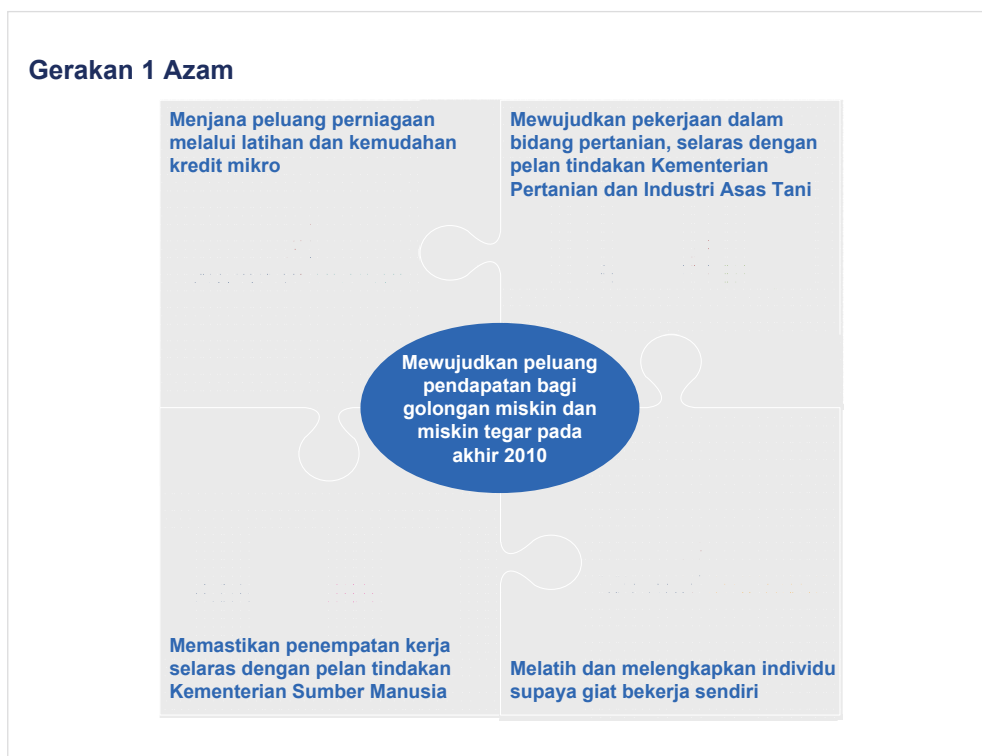 Gerakan 1 Azam
Menjana peluang perniagaan
melalui latihan dan kemudahan
kredit mikro
Mewujudkan pekerjaan dalam
bidang pertanian, selaras dengan
pelan tindakan Kementerian
Pertanian dan Industri Asas Tani
Mewujudkan peluang
pendapatan bagi
golongan miskin dan
miskin tegar pada
akhir 2010
Memastikan penempatan kerja
selaras dengan pelan tindakan
Kementerian Sumber Manusia
Melatih dan melengkapkan individu
supaya giat bekerja sendiri